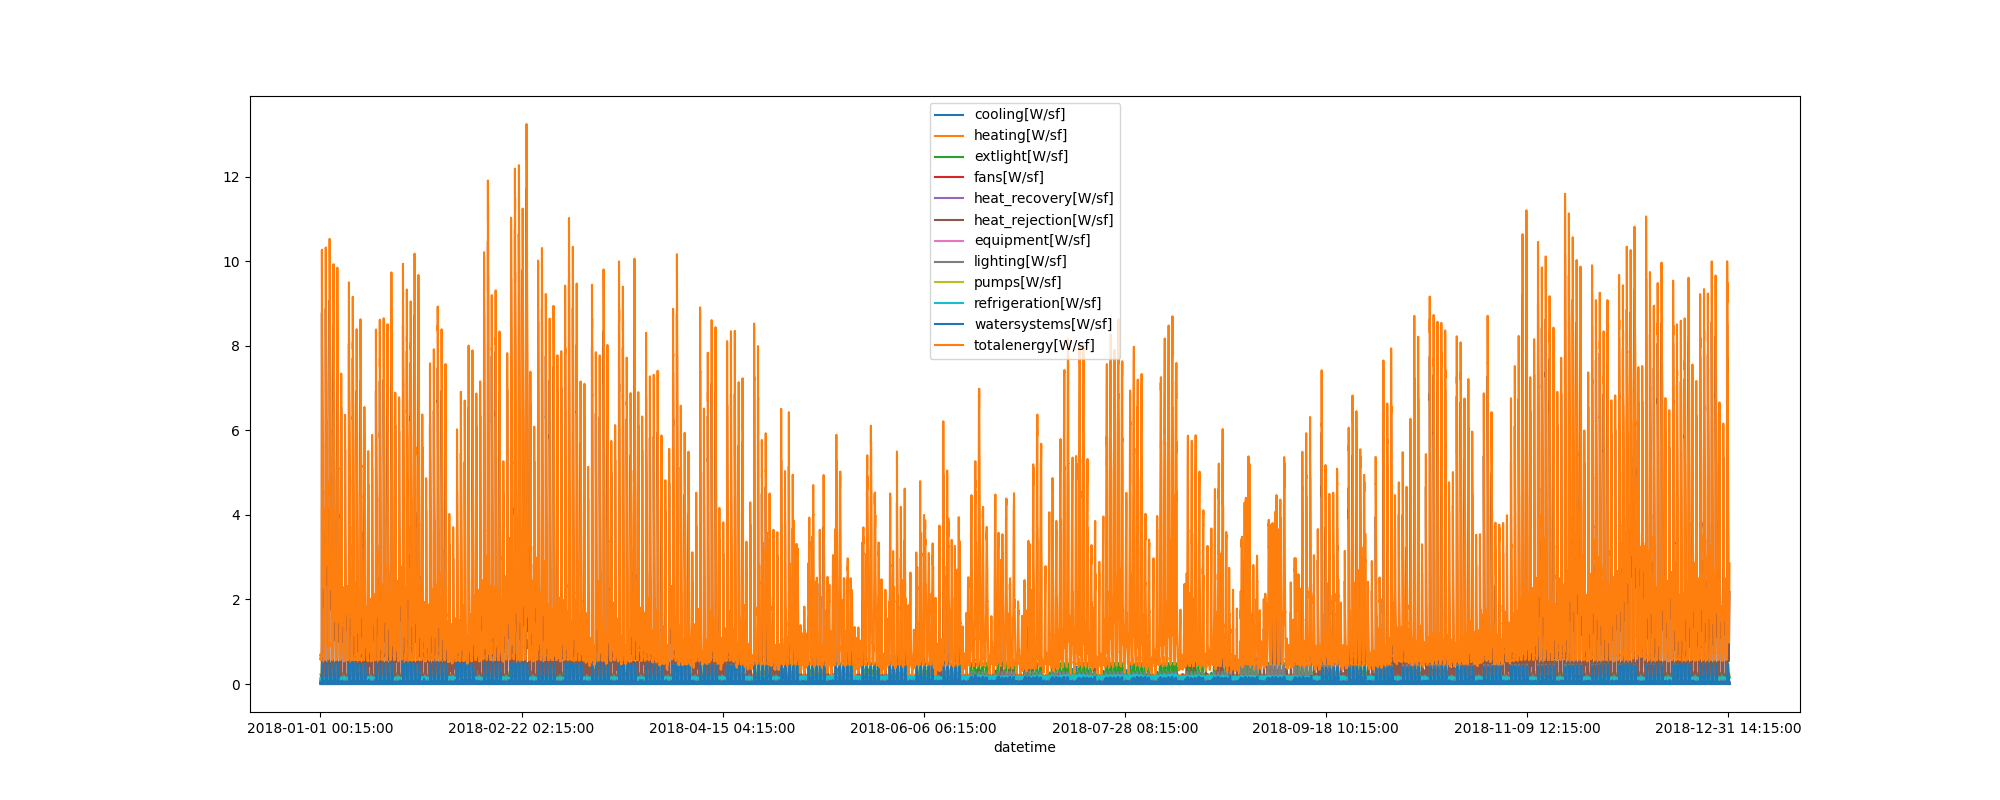 cooling[W/sf]
heating[W/sf]
extlight[W/sf]
fans[W/sf]
heat_recovery[W/sf]
heat_rejection[W/sf]
equipment[W/sf]
lighting[W/sf]
pumps[W/sf]
refrigeration[W/sf]
watersystems[W/sf]
totalenergy[W/sf]
12
10
8
6
4
2
0
2018-01-01 00:15:00 2018-02-22 02:15:00 2018-04-15 04:15:00 2018-06-06 06:15:00 2018-07-28 08:15:00 2018-09-18 10:15:00 2018-11-09 12:15:00 2018-12-31 14:15:00
datetime